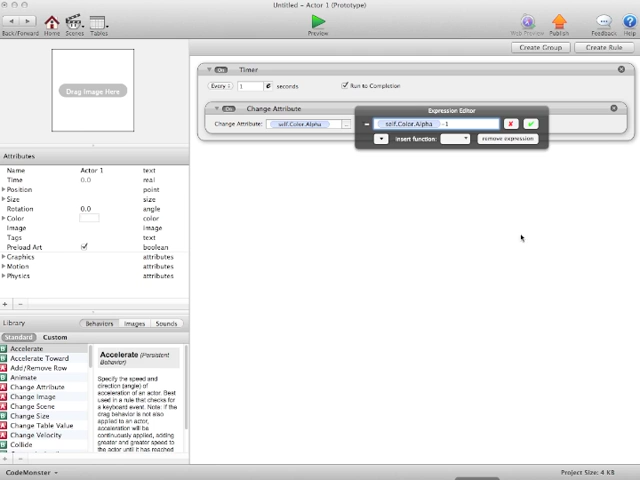 Untitled - Actor 1 (Prototype)
Back/Forward Home Scenes Tables Preview Web Preview Publish Feedback Help
Create Group Create Rule
Drag Image Here
On Timer
Every 1 seconds Run to Completion
On Change Attribute
Change Attribute: self.Color.Alpha ...
Expression Editor
= self.Color.Alpha -1
Insert function: remove expression
Attributes
Name Actor 1 text
Time 0.0 real
Position point
Size size
Rotation 0.0 angle
Color color
Image image
Tags text
Preload Art boolean
Graphics attributes
Motion attributes
Physics attributes
+ −
Library Behaviors Images Sounds
Standard Custom
B Accelerate
B Accelerate Toward
A Add/Remove Row
B Animate
A Change Attribute
A Change Image
A Change Scene
B Change Size
A Change Table Value
A Change Velocity
B Collide
Accelerate (Persistent
Behavior)
Specify the speed and
direction (angle) of
acceleration of an actor. Best
used in a rule that checks for
a keyboard event. Note: if the
drag behavior is not also
applied to an actor,
acceleration will be
continuously applied, adding
greater and greater speed to
the actor until it has reached
+ −
CodeMonster
Project Size: 4 KB